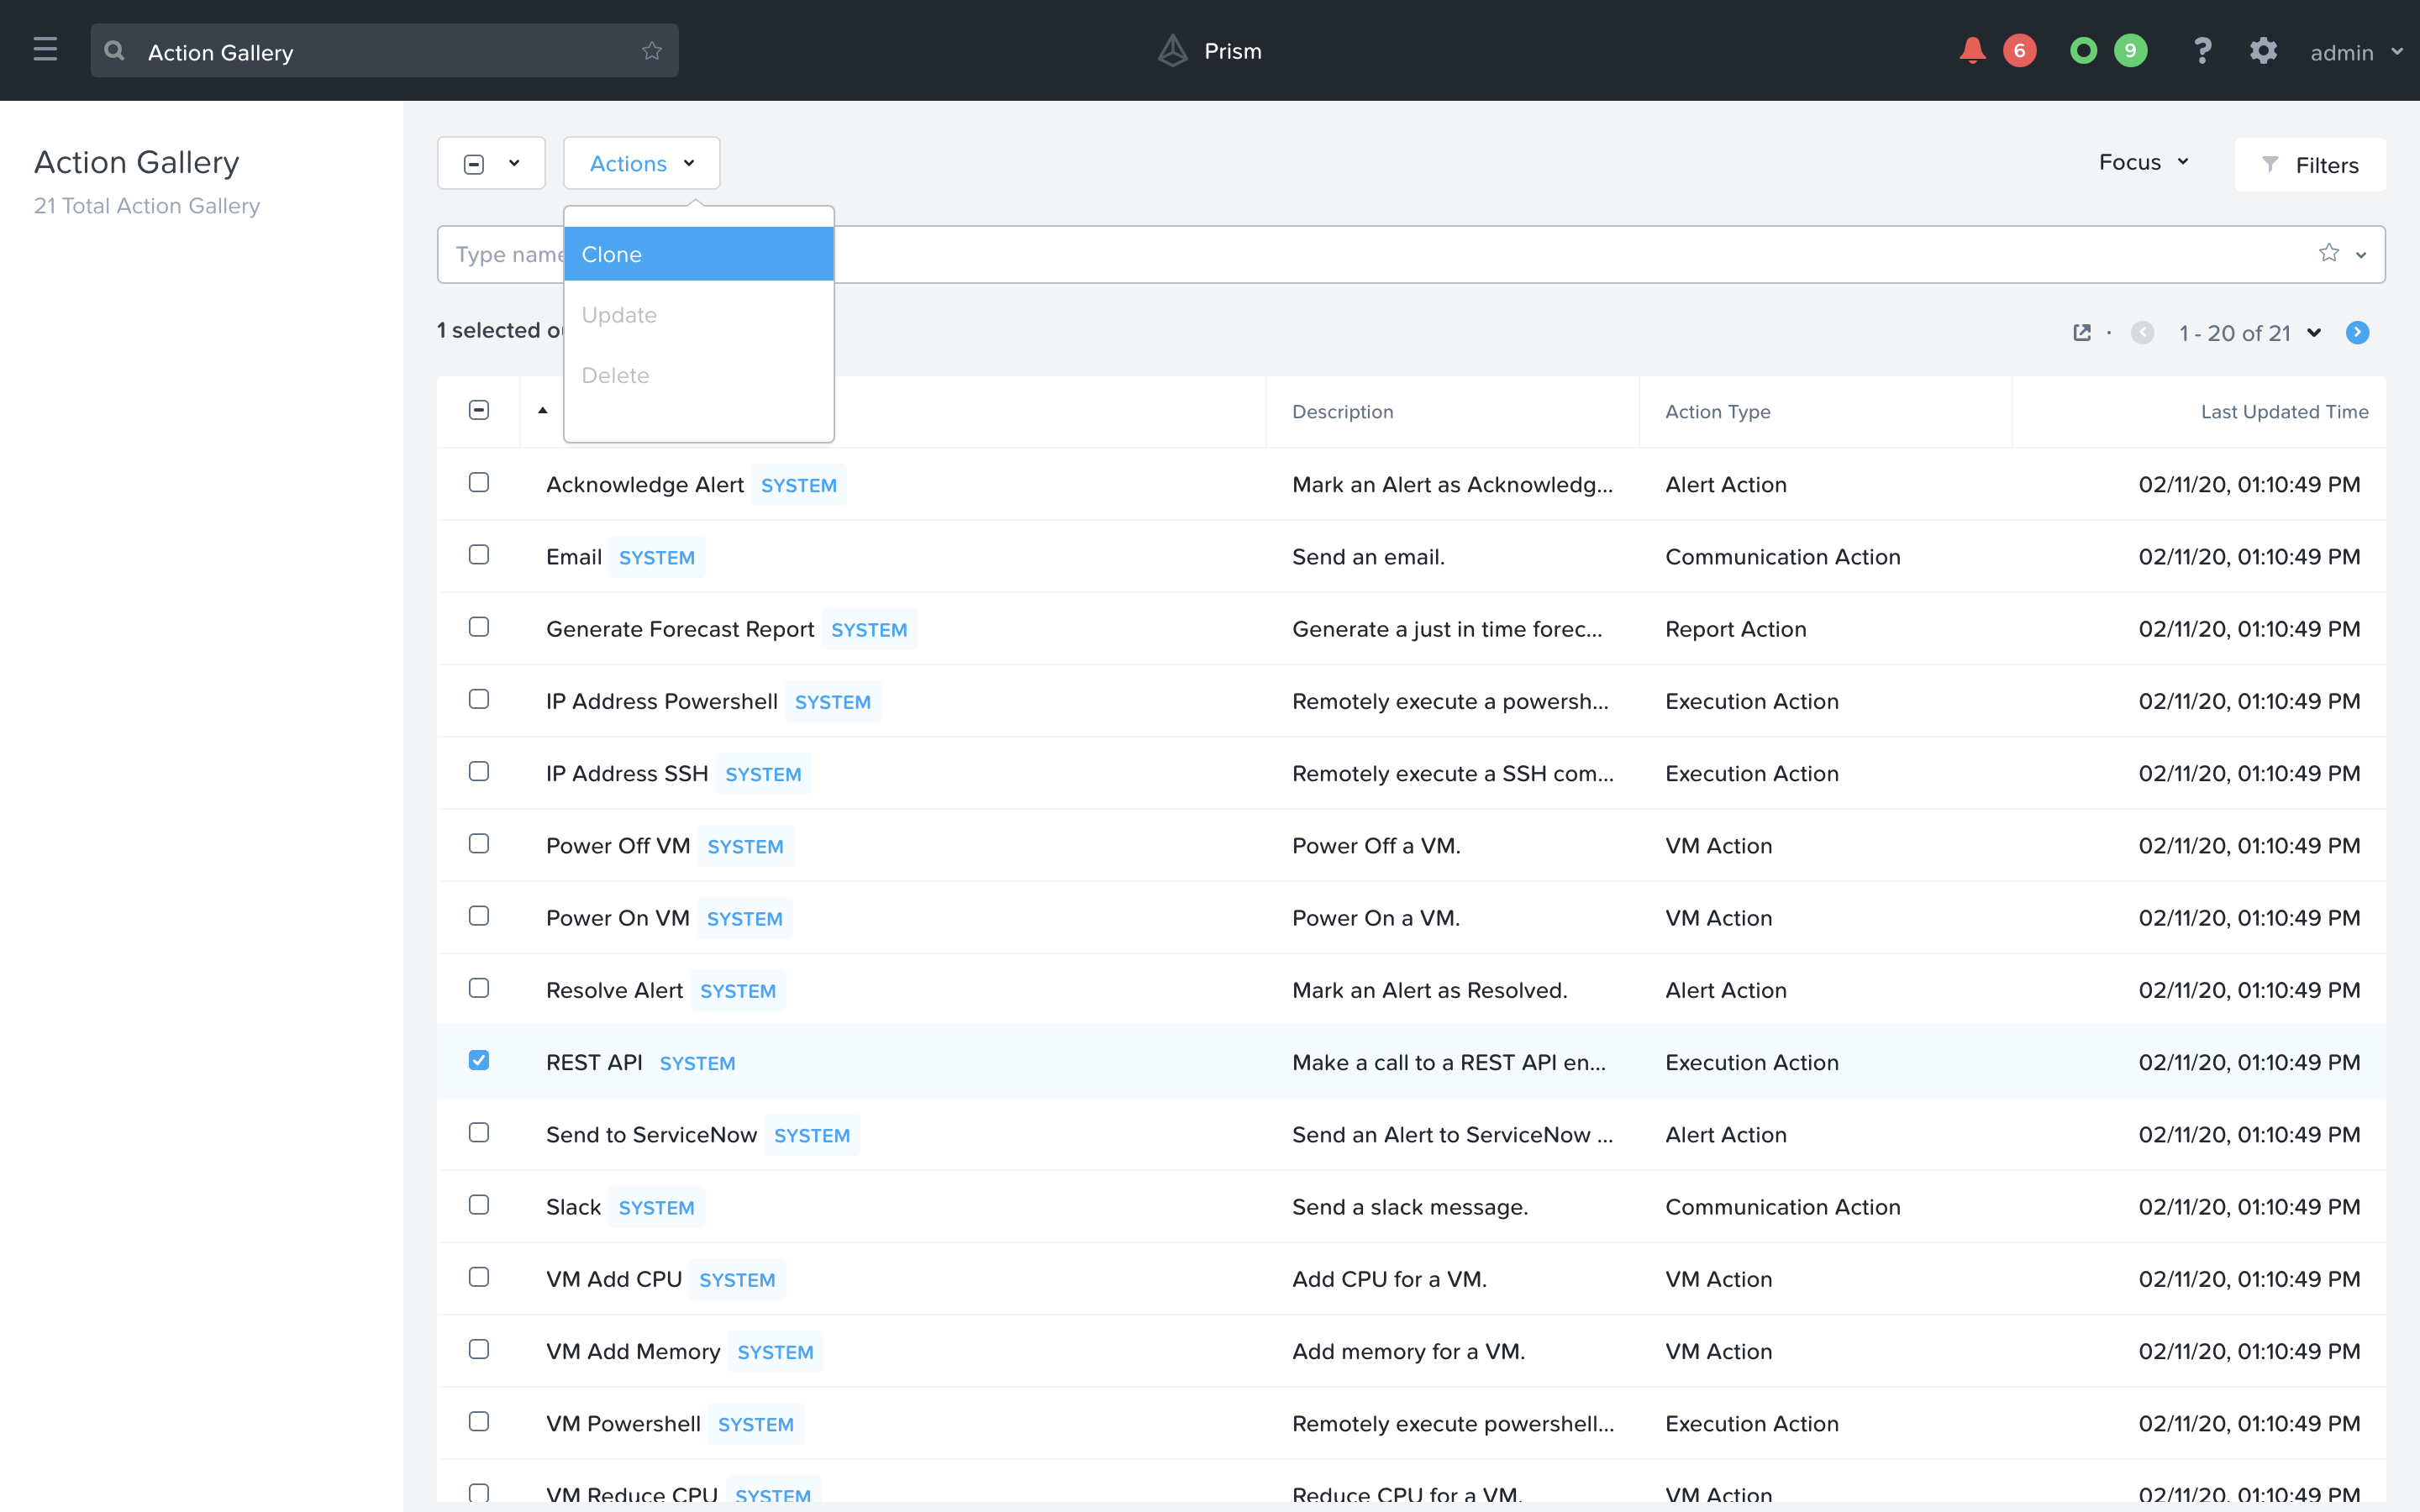 Action Gallery
Prism
6
9
?
admin
Action Gallery
21 Total Action Gallery
Actions
Focus
Filters
Type name
Clone
Update
Delete
1 selected
1 - 20 of 21
Description Action Type Last Updated Time
Acknowledge Alert SYSTEM Mark an Alert as Acknowledg... Alert Action 02/11/20, 01:10:49 PM
Email SYSTEM Send an email. Communication Action 02/11/20, 01:10:49 PM
Generate Forecast Report SYSTEM Generate a just in time forec... Report Action 02/11/20, 01:10:49 PM
IP Address Powershell SYSTEM Remotely execute a powersh... Execution Action 02/11/20, 01:10:49 PM
IP Address SSH SYSTEM Remotely execute a SSH com... Execution Action 02/11/20, 01:10:49 PM
Power Off VM SYSTEM Power Off a VM. VM Action 02/11/20, 01:10:49 PM
Power On VM SYSTEM Power On a VM. VM Action 02/11/20, 01:10:49 PM
Resolve Alert SYSTEM Mark an Alert as Resolved. Alert Action 02/11/20, 01:10:49 PM
REST API SYSTEM Make a call to a REST API en... Execution Action 02/11/20, 01:10:49 PM
Send to ServiceNow SYSTEM Send an Alert to ServiceNow ... Alert Action 02/11/20, 01:10:49 PM
Slack SYSTEM Send a slack message. Communication Action 02/11/20, 01:10:49 PM
VM Add CPU SYSTEM Add CPU for a VM. VM Action 02/11/20, 01:10:49 PM
VM Add Memory SYSTEM Add memory for a VM. VM Action 02/11/20, 01:10:49 PM
VM Powershell SYSTEM Remotely execute powershell... Execution Action 02/11/20, 01:10:49 PM
VM Reduce CPU SYSTEM Reduce CPU for a VM. VM Action 02/11/20, 01:10:49 PM